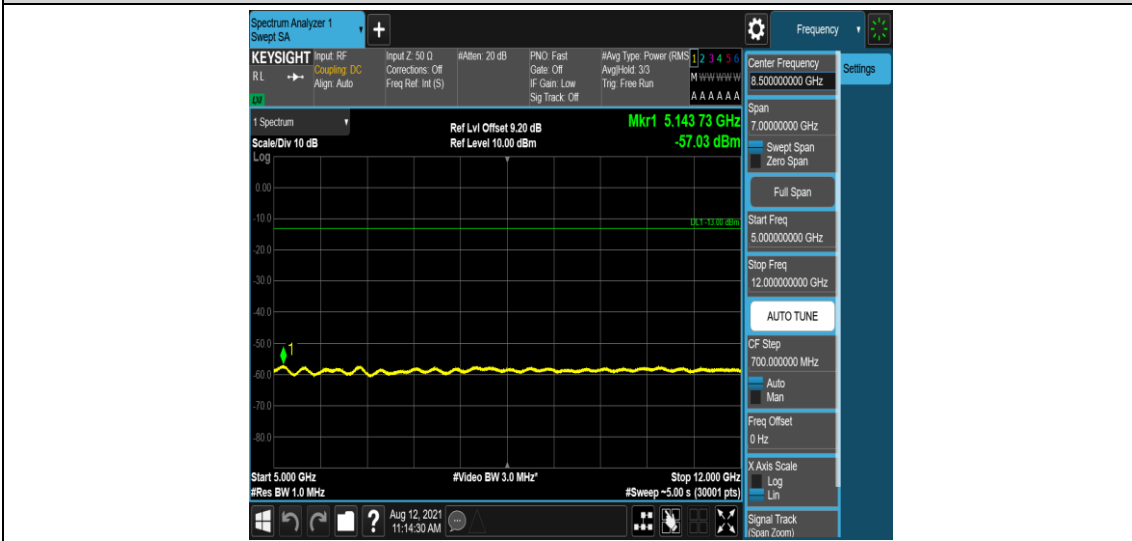 Spectrum Analyzer 1
Swept SA
Frequency
KEYSIGHT
R L
LXI
Input: RF
Coupling: DC
Align: Auto
Input Z: 50 Ω
Corrections: Off
Freq Ref: Int (S)
#Atten: 20 dB
PNO: Fast
Gate: Off
IF Gain: Low
Sig Track: Off
#Avg Type: Power (RMS
Avg|Hold: 3/3
Trig: Free Run
1 2 3 4 5 6
M W W W W W
A A A A A A
1 Spectrum
Scale/Div 10 dB
Log
Ref Lvl Offset 9.20 dB
Ref Level 10.00 dBm
Mkr1 5.143 73 GHz
-57.03 dBm
0.00
-10.0
DL1 -13.00 dBm
-20.0
-30.0
-40.0
-50.0
1
-60.0
-70.0
-80.0
Start 5.000 GHz
#Res BW 1.0 MHz
#Video BW 3.0 MHz*
Stop 12.000 GHz
#Sweep ~5.00 s (30001 pts)
?
Aug 12, 2021
11:14:30 AM
Center Frequency
8.500000000 GHz
Settings
Span
7.00000000 GHz
Swept Span
Zero Span
Full Span
Start Freq
5.000000000 GHz
Stop Freq
12.000000000 GHz
AUTO TUNE
CF Step
700.000000 MHz
Auto
Man
Freq Offset
0 Hz
X Axis Scale
Log
Lin
Signal Track
(Span Zoom)